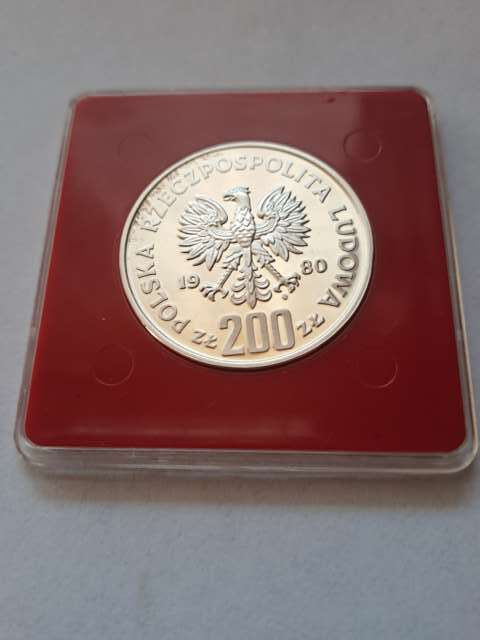 POLSKA RZECZPOSPOLITA LUDOWA
19 80
ZŁ 200 ZŁ